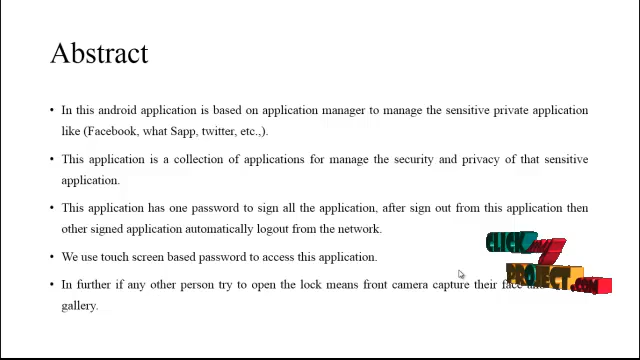 Abstract
• In this android application is based on application manager to manage the sensitive private application
like (Facebook, what Sapp, twitter, etc.,).
• This application is a collection of applications for manage the security and privacy of that sensitive
application.
• This application has one password to sign all the application, after sign out from this application then
other signed application automatically logout from the network.
• We use touch screen based password to access this application.
• In further if any other person try to open the lock means front camera capture their face
gallery.
CLICK my
PROJECT.COM